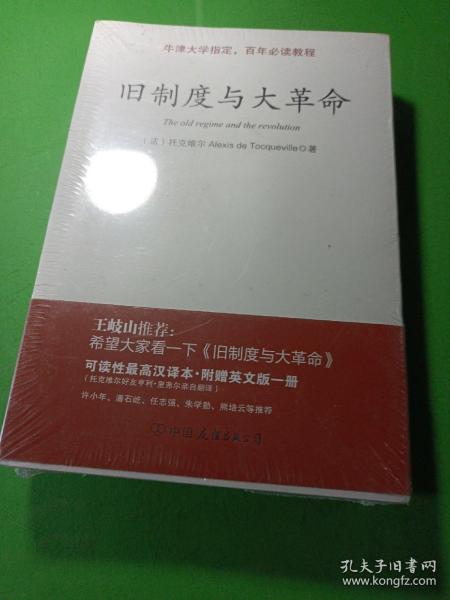 牛津大学指定，百年必读教程
旧制度与大革命
The old regime and the revolution
（法）托克维尔 Alexis de Tocqueville◎著
王岐山推荐：
希望大家看一下《旧制度与大革命》
可读性最高汉译本·附赠英文版一册
（托克维尔好友亨利·里弗尔亲自翻译）
许小年、潘石屹、任志强、朱学勤、熊培云等推荐
中国友谊出版公司
孔夫子旧书网
www.kongfz.com